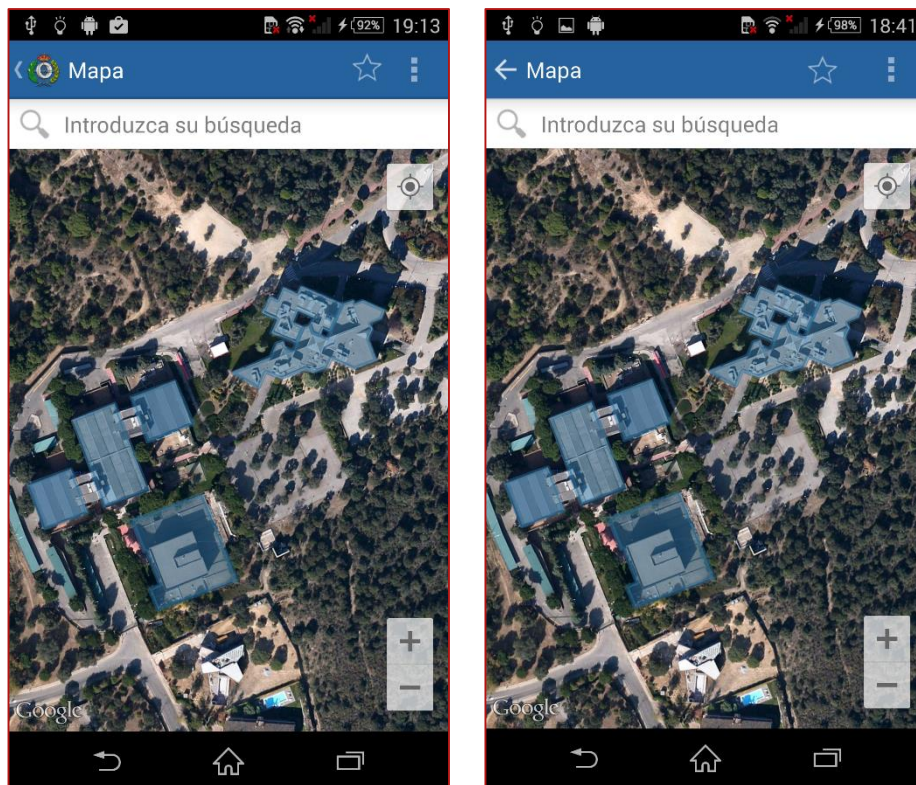 92% 19:13
Mapa
Introduzca su búsqueda
+
−
Google
98% 18:41
Mapa
Introduzca su búsqueda
+
−
Google